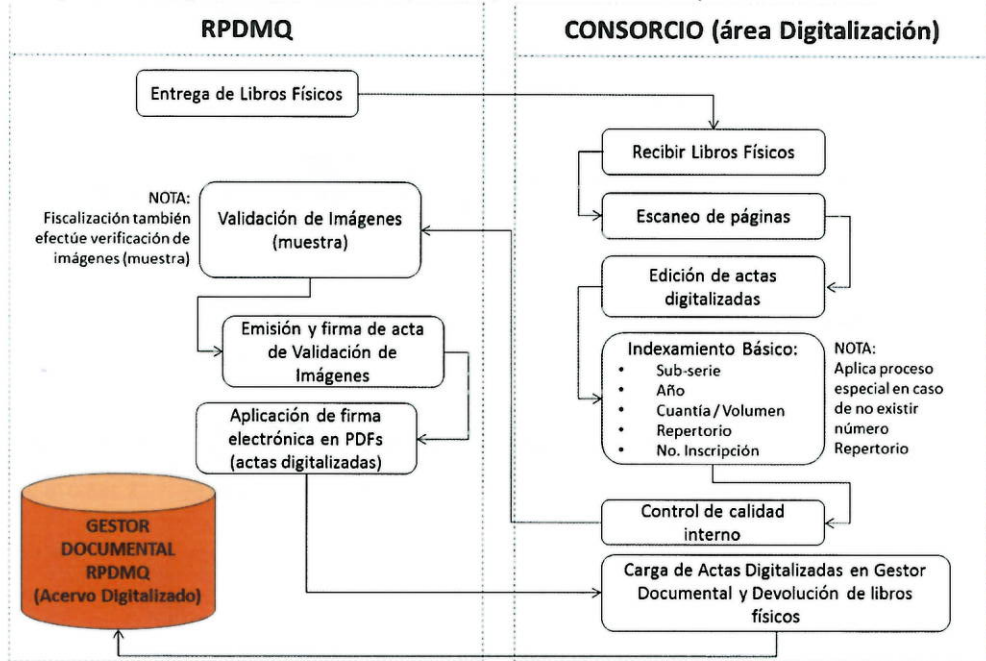 RPDMQ
CONSORCIO (área Digitalización)
Entrega de Libros Físicos
Recibir Libros Físicos
Escaneo de páginas
Edición de actas
digitalizadas
Indexamiento Básico:
• Sub-serie
• Año
• Cuantía / Volumen
• Repertorio
• No. Inscripción
NOTA:
Aplica proceso
especial en caso
de no existir
número
Repertorio
Control de calidad
interno
NOTA:
Fiscalización también
efectúe verificación de
imágenes (muestra)
Validación de Imágenes
(muestra)
Emisión y firma de acta
de Validación de
Imágenes
Aplicación de firma
electrónica en PDFs
(actas digitalizadas)
Carga de Actas Digitalizadas en Gestor
Documental y Devolución de libros
físicos
GESTOR
DOCUMENTAL
RPDMQ
(Acervo Digitalizado)